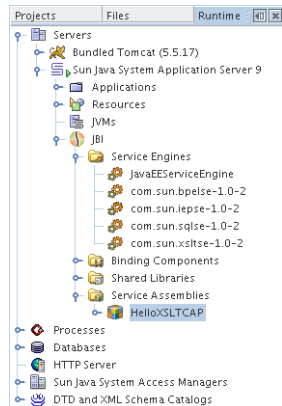 Projects Files Runtime
Servers
Bundled Tomcat (5.5.17)
Sun Java System Application Server 9
Applications
Resources
JVMs
JBI
Service Engines
JavaEEServiceEngine
com.sun.bpelse-1.0-2
com.sun.iepse-1.0-2
com.sun.sqlse-1.0-2
com.sun.xsltse-1.0-2
Binding Components
Shared Libraries
Service Assemblies
HelloXSLTCAP
Processes
Databases
HTTP Server
Sun Java System Access Managers
DTD and XML Schema Catalogs